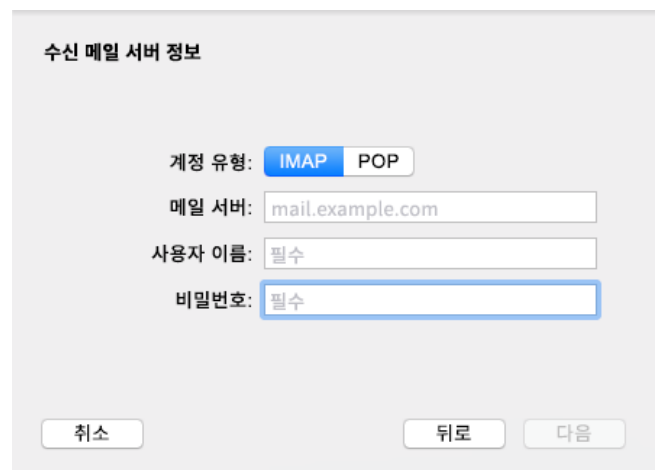 수신 메일 서버 정보
계정 유형: IMAP POP
메일 서버: mail.example.com
사용자 이름: 필수
비밀번호: 필수
취소 뒤로 다음